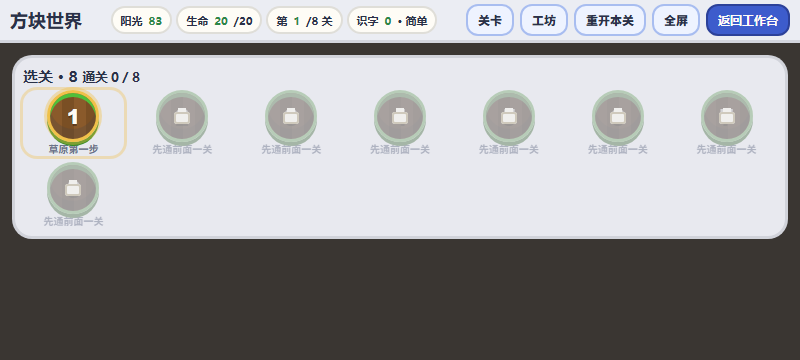 方块世界 阳光 83 生命 20 /20 第 1 /8 关 识字 0 · 简单 关卡 工坊 重开本关 全屏 返回工作台
选关 · 8 通关 0 / 8
1
草原第一步 先通前面一关 先通前面一关 先通前面一关 先通前面一关 先通前面一关 先通前面一关
先通前面一关